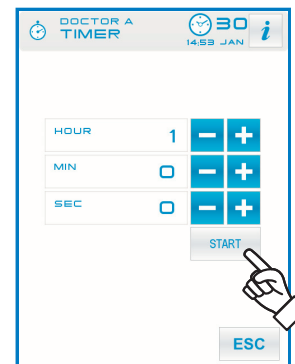 DOCTOR A
TIMER
30
14:53 JAN
i
HOUR 1 - +
MIN 0 - +
SEC 0 - +
START
ESC